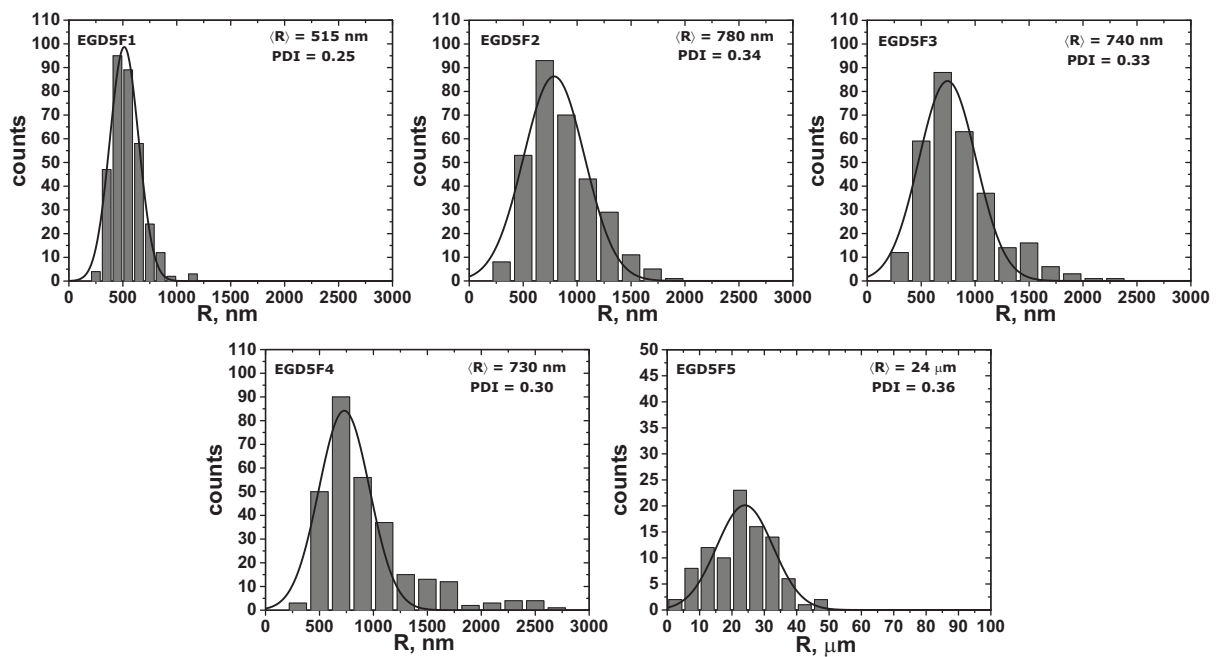 EGD5F1
⟨R⟩ = 515 nm
PDI = 0.25
counts
110
100
90
80
70
60
50
40
30
20
10
0
0 500 1000 1500 2000 2500 3000
R, nm
EGD5F2
⟨R⟩ = 780 nm
PDI = 0.34
counts
110
100
90
80
70
60
50
40
30
20
10
0
0 500 1000 1500 2000 2500 3000
R, nm
EGD5F3
⟨R⟩ = 740 nm
PDI = 0.33
counts
110
100
90
80
70
60
50
40
30
20
10
0
0 500 1000 1500 2000 2500 3000
R, nm
EGD5F4
⟨R⟩ = 730 nm
PDI = 0.30
counts
110
100
90
80
70
60
50
40
30
20
10
0
0 500 1000 1500 2000 2500 3000
R, nm
EGD5F5
⟨R⟩ = 24 μm
PDI = 0.36
counts
50
45
40
35
30
25
20
15
10
5
0
0 10 20 30 40 50 60 70 80 90 100
R, μm